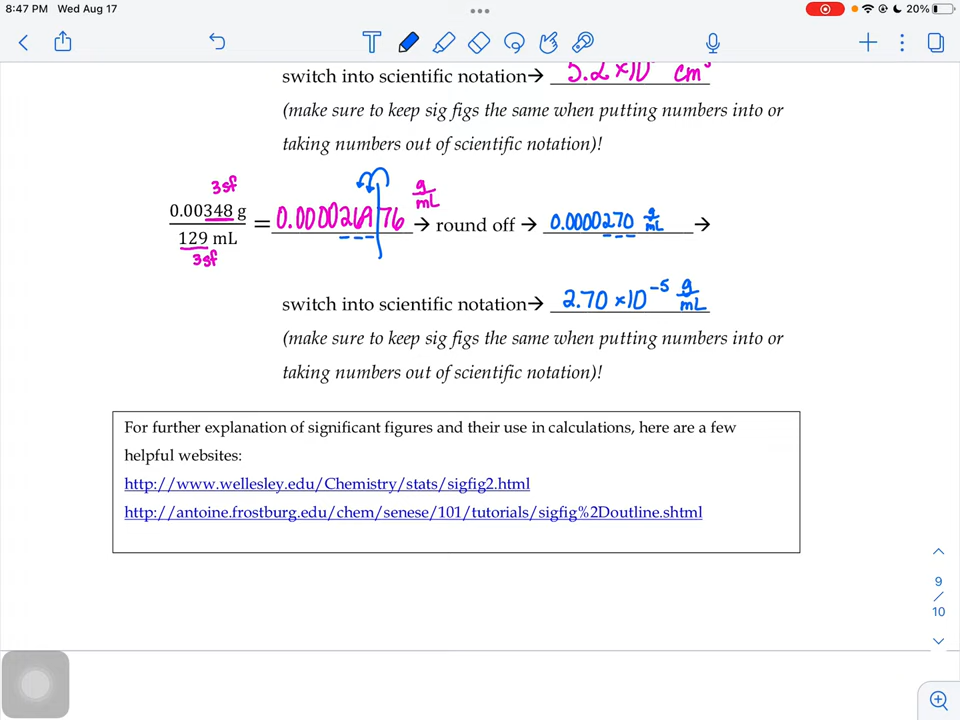 8:47 PM Wed Aug 17
20%
switch into scientific notation→ 5.2 ×10 cm³
(make sure to keep sig figs the same when putting numbers into or
taking numbers out of scientific notation)!
3sf
0.00348 g
129 mL
3sf
= 0.00002697 76 g/mL → round off → 0.0000270 g/mL →
switch into scientific notation→ 2.70 ×10⁻⁵ g/mL
(make sure to keep sig figs the same when putting numbers into or
taking numbers out of scientific notation)!
For further explanation of significant figures and their use in calculations, here are a few
helpful websites:
http://www.wellesley.edu/Chemistry/stats/sigfig2.html
http://antoine.frostburg.edu/chem/senese/101/tutorials/sigfig%2Doutline.shtml
9
/
10